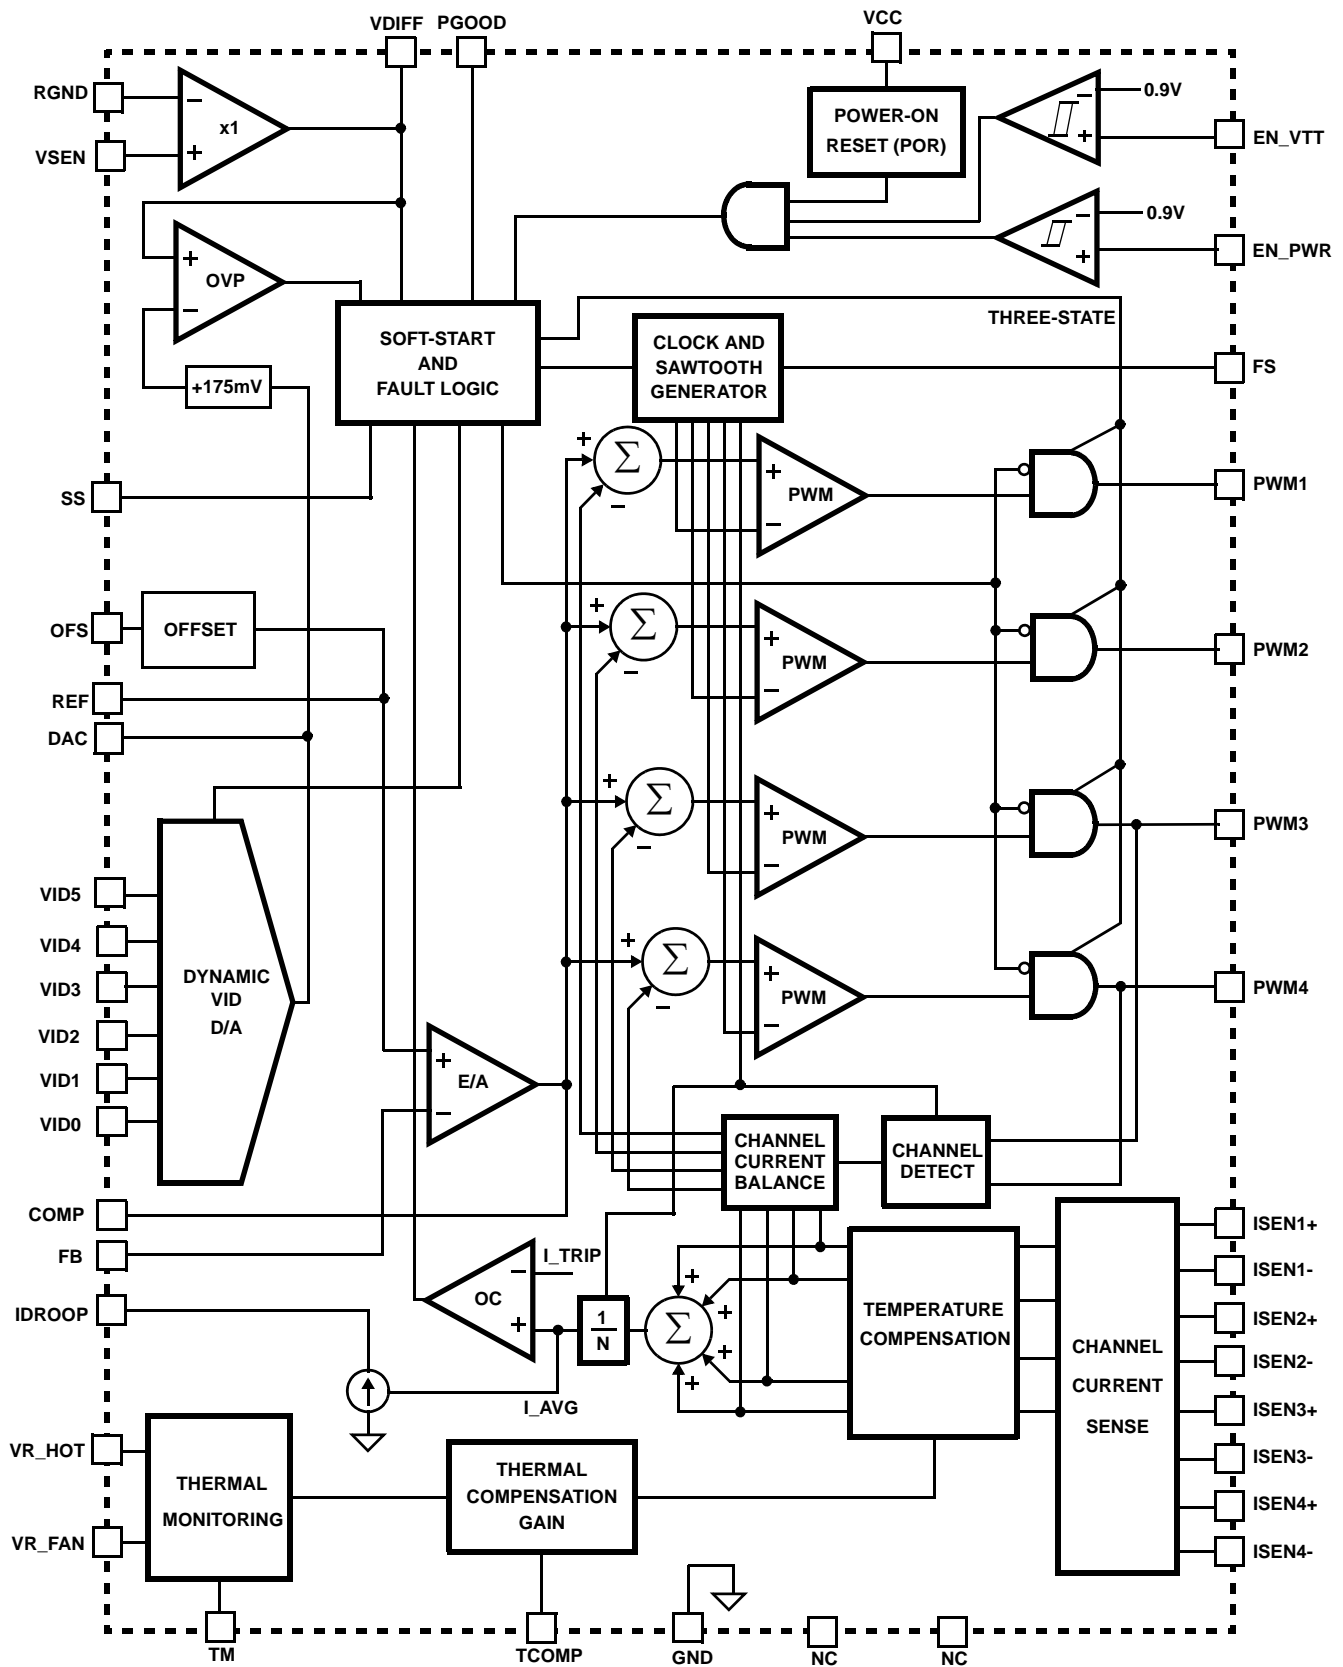 VDIFF
PGOOD
VCC
RGND
−
x1
+
VSEN
POWER-ON
RESET (POR)
−
0.9V
+
EN_VTT
−
0.9V
+
EN_PWR
+
OVP
−
+175mV
SOFT-START
AND
FAULT LOGIC
CLOCK AND
SAWTOOTH
GENERATOR
THREE-STATE
FS
SS
+
Σ
−
+
PWM
−
PWM1
OFS
OFFSET
+
Σ
−
+
PWM
−
PWM2
REF
DAC
+
Σ
−
+
PWM
−
PWM3
VID5
VID4
VID3
VID2
VID1
VID0
DYNAMIC
VID
D/A
+
Σ
−
+
PWM
−
PWM4
+
E/A
−
CHANNEL
CURRENT
BALANCE
CHANNEL
DETECT
COMP
FB
IDROOP
I_TRIP
−
OC
+
1
N
I_AVG
+
+
Σ
+
+
TEMPERATURE
COMPENSATION
CHANNEL
CURRENT
SENSE
ISEN1+
ISEN1-
ISEN2+
ISEN2-
ISEN3+
ISEN3-
ISEN4+
ISEN4-
VR_HOT
VR_FAN
THERMAL
MONITORING
THERMAL
COMPENSATION
GAIN
TM
TCOMP
GND
NC
NC